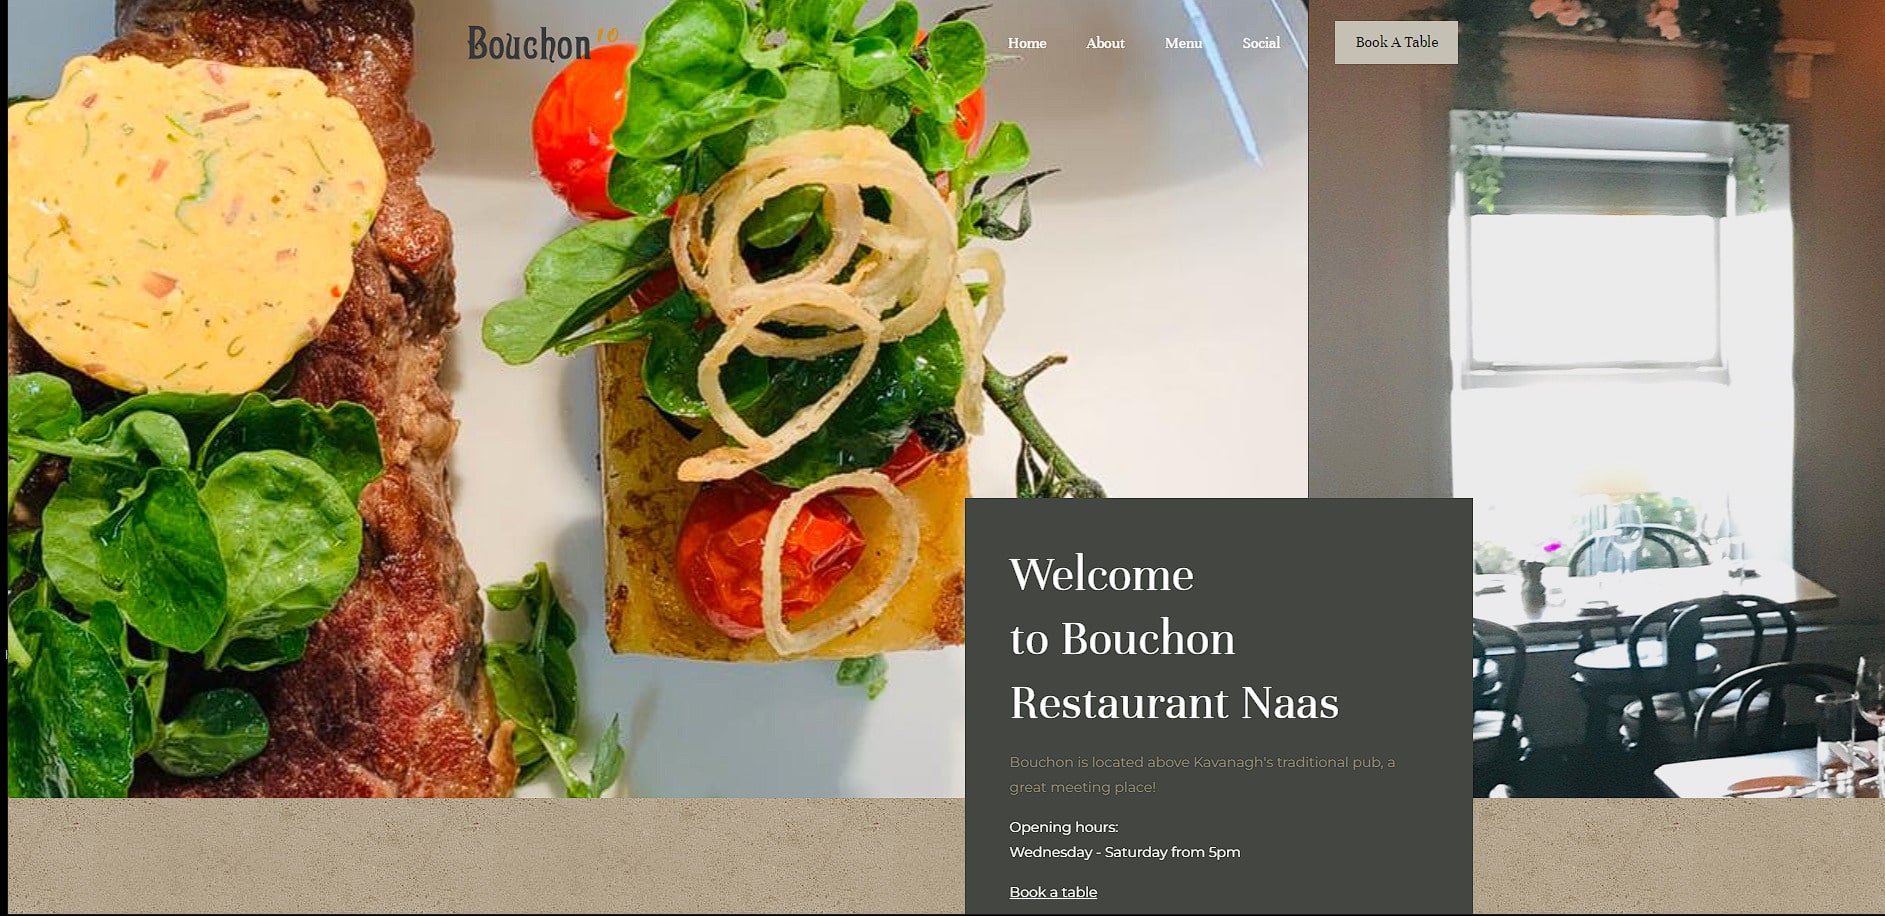 Bouchon 10
Home About Menu Social Book A Table
Welcome
to Bouchon
Restaurant Naas
Bouchon is located above Kavanagh's traditional pub, a
great meeting place!
Opening hours:
Wednesday - Saturday from 5pm
Book a table